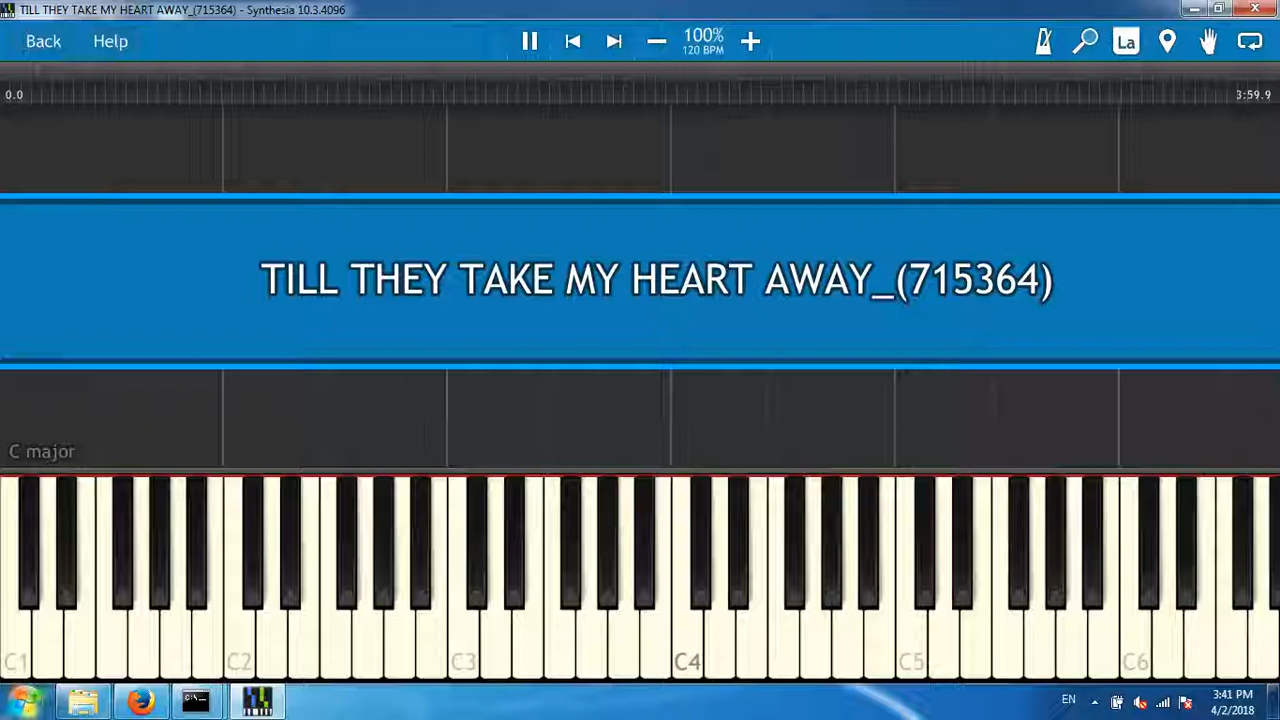 TILL THEY TAKE MY HEART AWAY_(715364) - Synthesia 10.3.4096
Back Help 100% La
120 BPM
0.0 3:59.9
TILL THEY TAKE MY HEART AWAY_(715364)
C major
C1 C2 C3 C4 C5 C6
EN 3:41 PM
4/2/2018